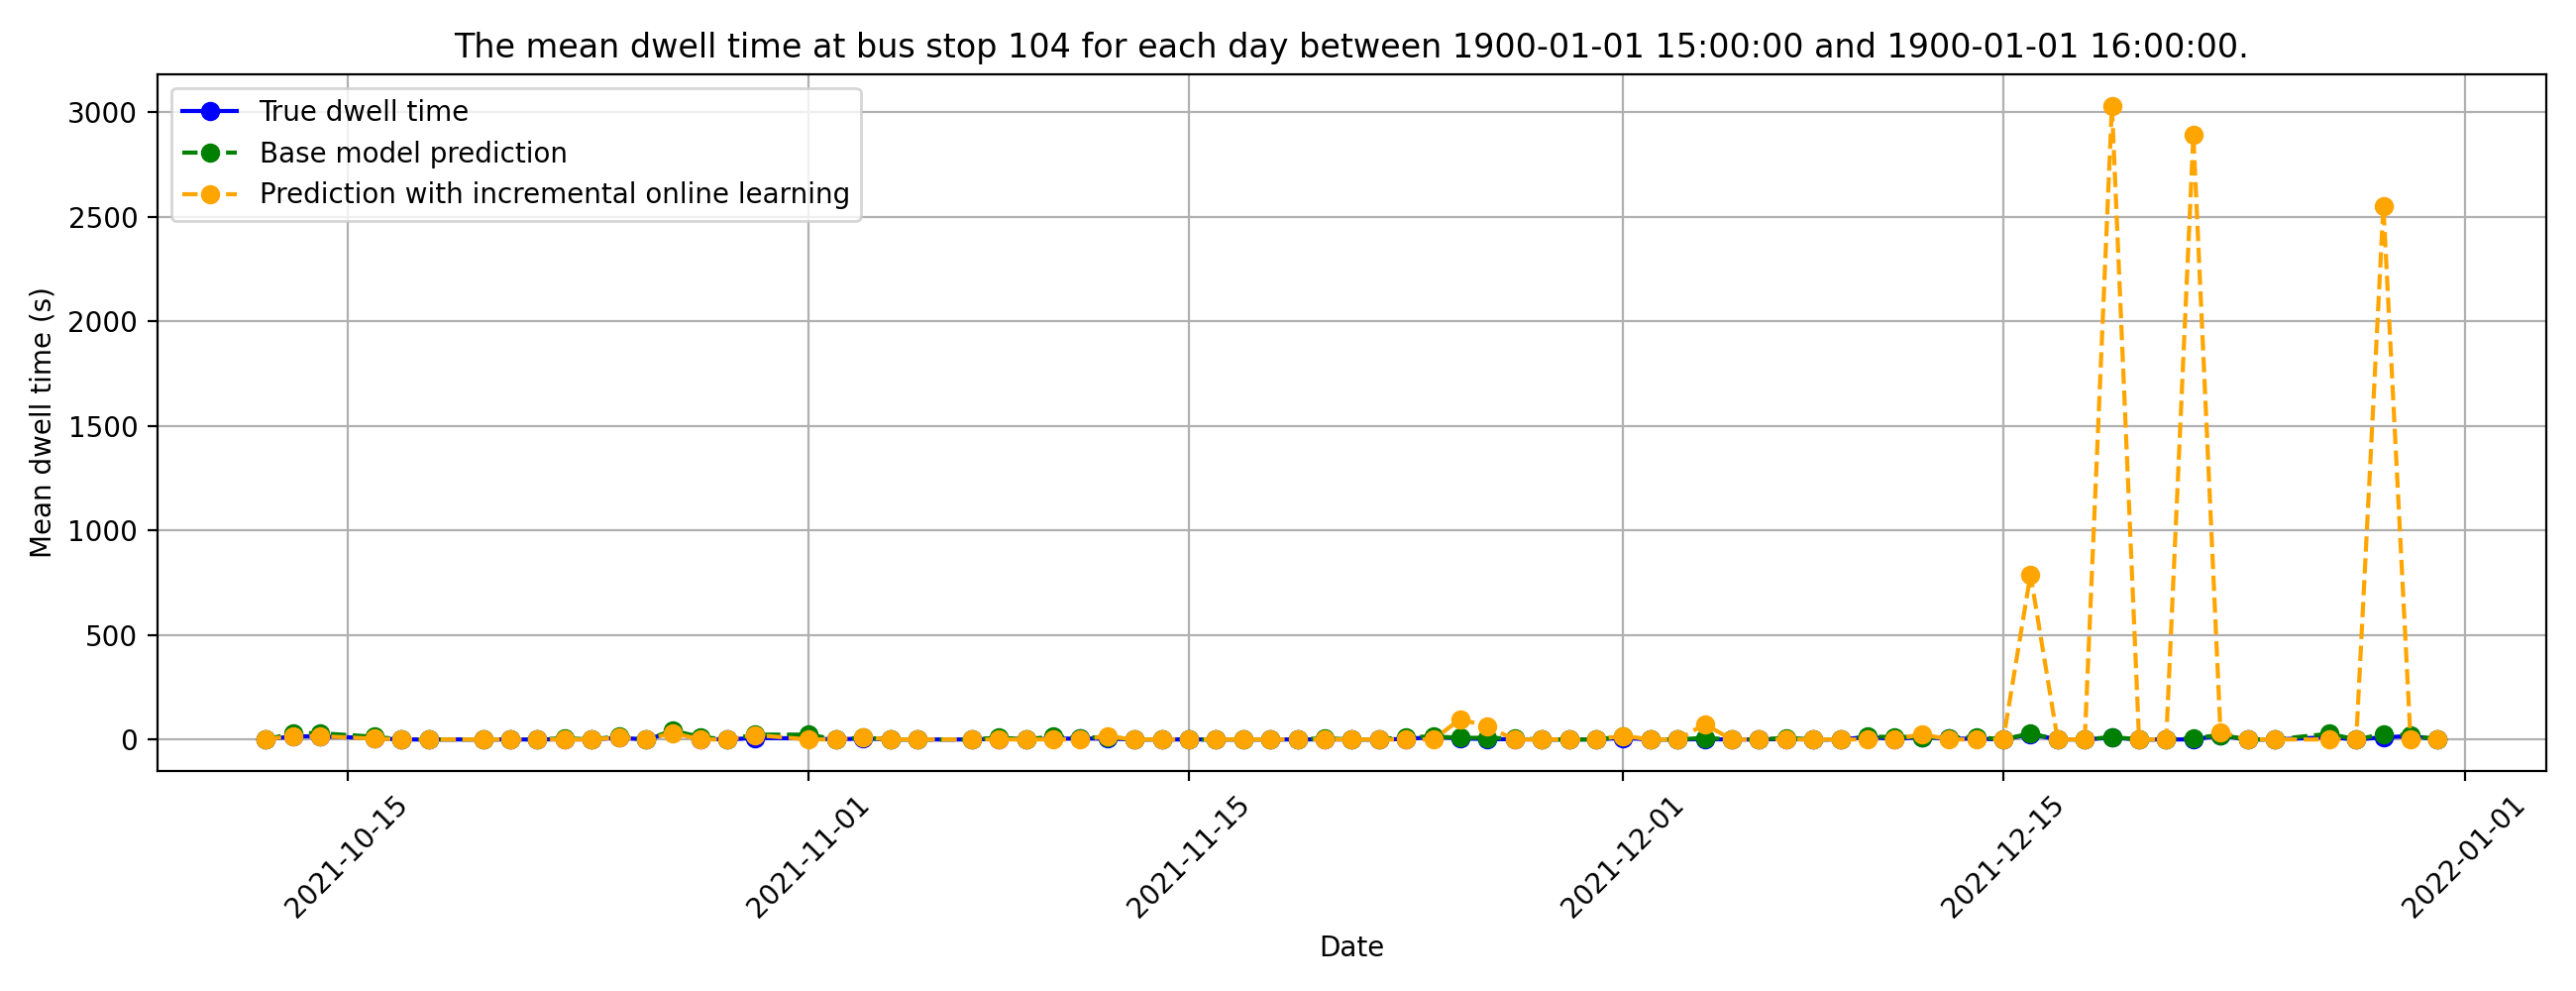 The mean dwell time at bus stop 104 for each day between 1900-01-01 15:00:00 and 1900-01-01 16:00:00.
True dwell time
Base model prediction
Prediction with incremental online learning
Mean dwell time (s)
3000
2500
2000
1500
1000
500
0
2021-10-15
2021-11-01
2021-11-15
2021-12-01
2021-12-15
2022-01-01
Date